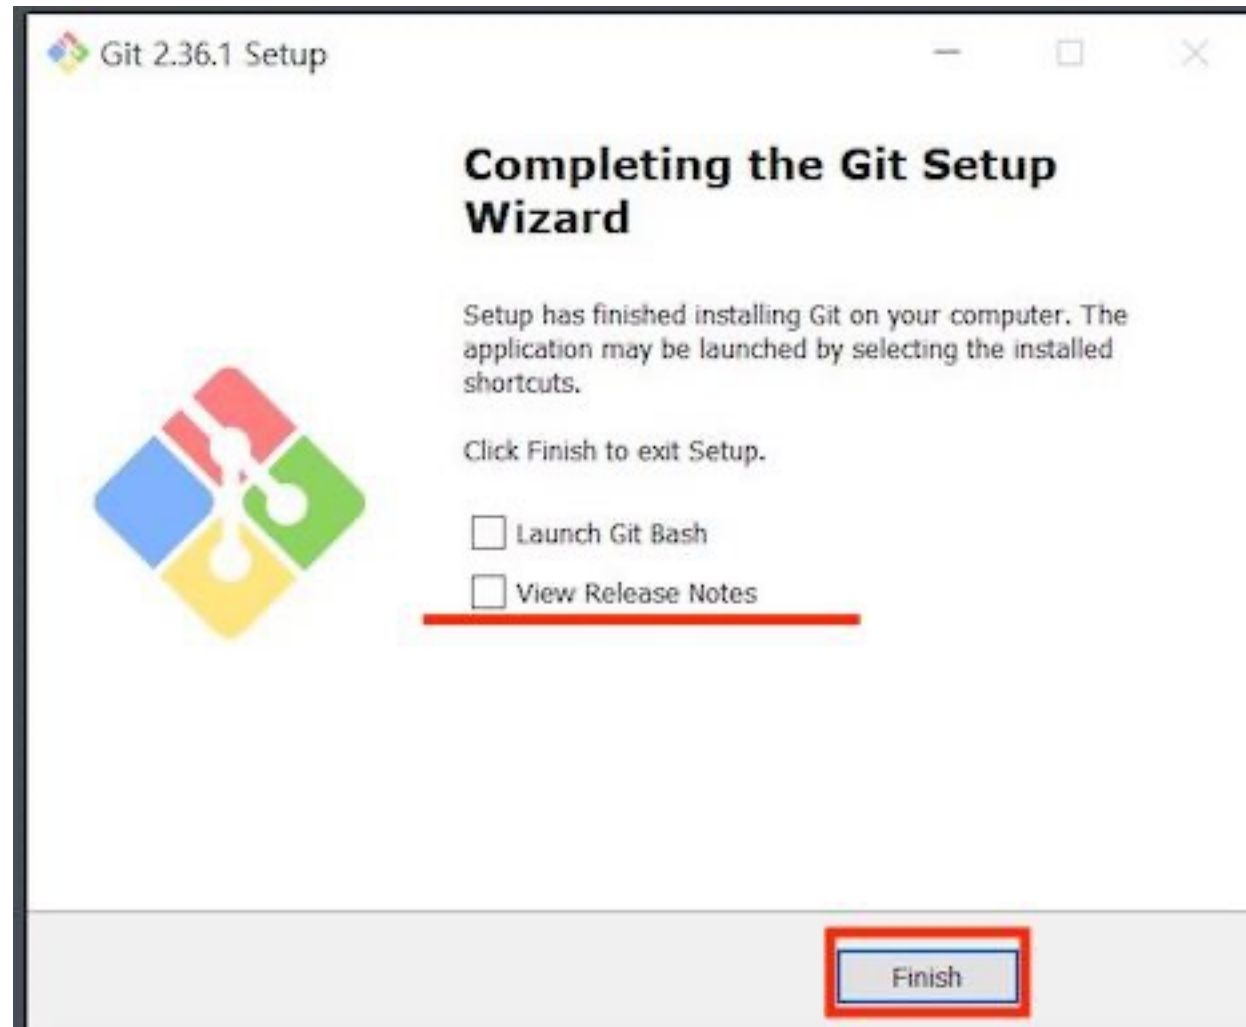 Git 2.36.1 Setup
Completing the Git Setup
Wizard
Setup has finished installing Git on your computer. The
application may be launched by selecting the installed
shortcuts.
Click Finish to exit Setup.
Launch Git Bash
View Release Notes
Finish